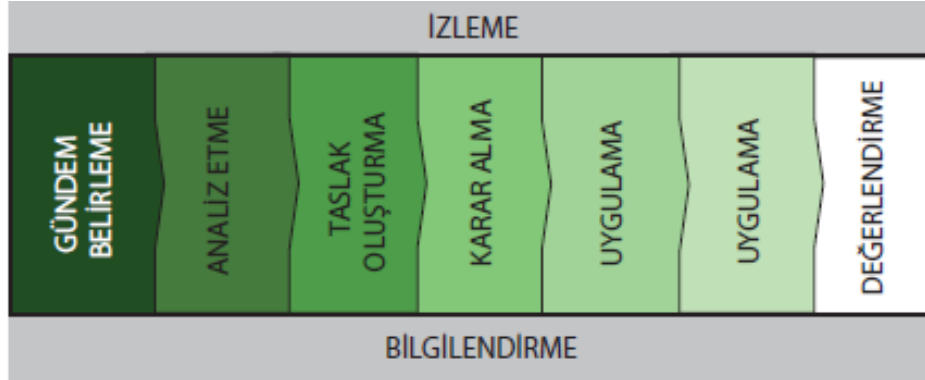 İZLEME
GÜNDEM
BELİRLEME
ANALİZ ETME
TASLAK
OLUŞTURMA
KARAR ALMA
UYGULAMA
UYGULAMA
DEĞERLENDİRME
BİLGİLENDİRME